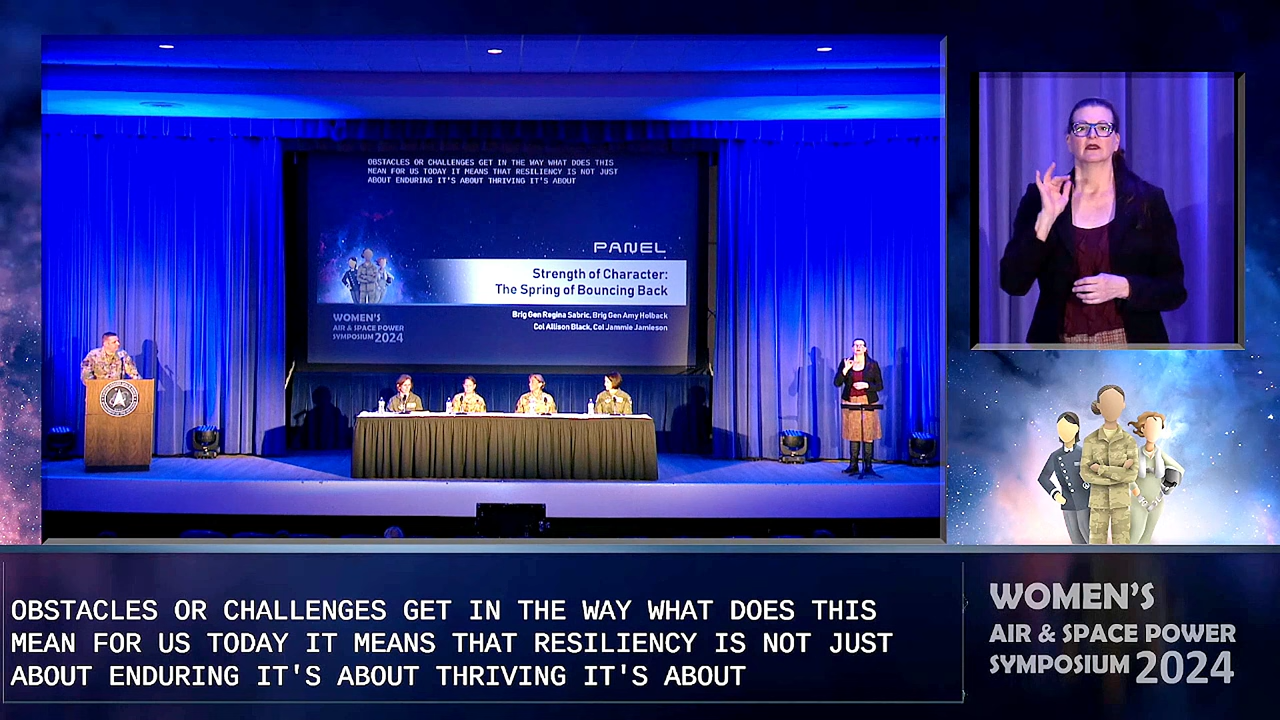 OBSTACLES OR CHALLENGES GET IN THE WAY WHAT DOES THIS
MEAN FOR US TODAY IT MEANS THAT RESILIENCY IS NOT JUST
ABOUT ENDURING IT'S ABOUT THRIVING IT'S ABOUT
PANEL
Strength of Character:
The Spring of Bouncing Back
Brig Gen Regina Sabric, Brig Gen Amy Holback
Col Allison Black, Col Jammie Jamieson
WOMEN'S
AIR & SPACE POWER
SYMPOSIUM 2024
OBSTACLES OR CHALLENGES GET IN THE WAY WHAT DOES THIS
MEAN FOR US TODAY IT MEANS THAT RESILIENCY IS NOT JUST
ABOUT ENDURING IT'S ABOUT THRIVING IT'S ABOUT
WOMEN'S
AIR & SPACE POWER
SYMPOSIUM 2024